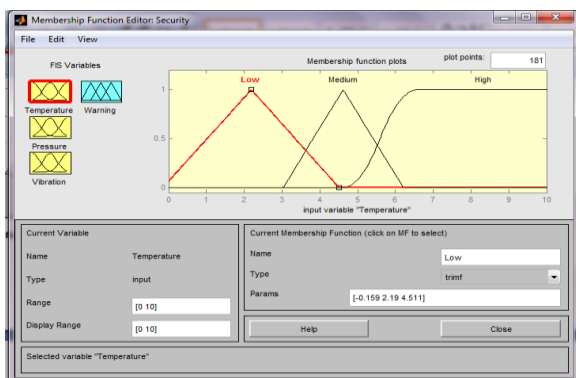 Membership Function Editor: Security
File Edit View
FIS Variables
Membership function plots
plot points: 181
Temperature Warning
Pressure
Vibration
Low Medium High
1
0.5
0
0 1 2 3 4 5 6 7 8 9 10
input variable "Temperature"
Current Variable
Name Temperature
Type input
Range [0 10]
Display Range [0 10]
Current Membership Function (click on MF to select)
Name Low
Type trimf
Params [-0.159 2.19 4.511]
Help Close
Selected variable "Temperature"